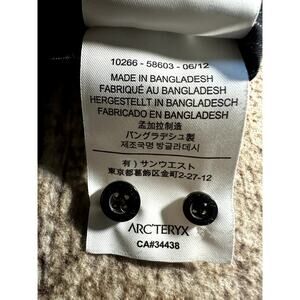 10266 - 58603 - 06/12
MADE IN BANGLADESH
FABRIQUÉ AU BANGLADESH
HERGESTELLT IN BANGLADESCH
FABRICADO EN BANGLADESH
孟加拉制造
バングラデシュ製
제조국명 방글라데시
有）サンウエスト
東京都葛飾区金町2-27-12
ARC'TERYX
CA#34438